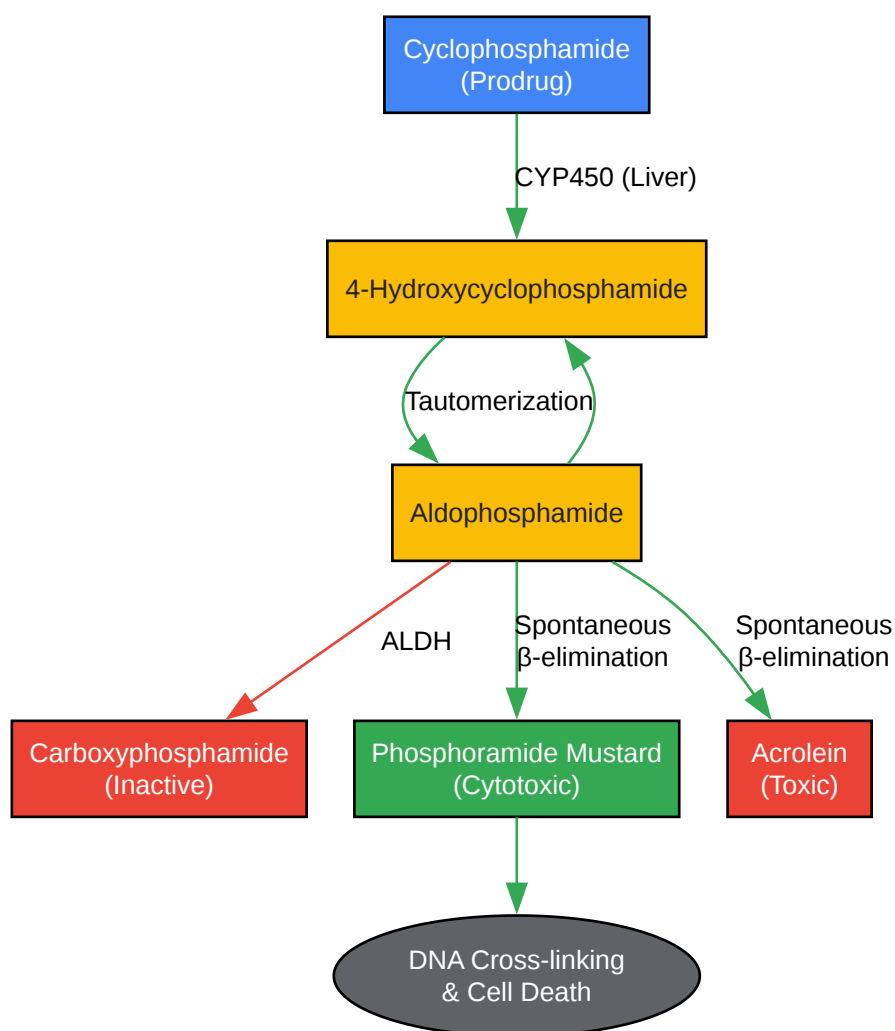 Cyclophosphamide
(Prodrug)
CYP450 (Liver)
4-Hydroxycyclophosphamide
Tautomerization
Aldophosphamide
ALDH
Spontaneous
β-elimination
Spontaneous
β-elimination
Carboxyphosphamide
(Inactive)
Phosphoramide Mustard
(Cytotoxic)
Acrolein
(Toxic)
DNA Cross-linking
& Cell Death